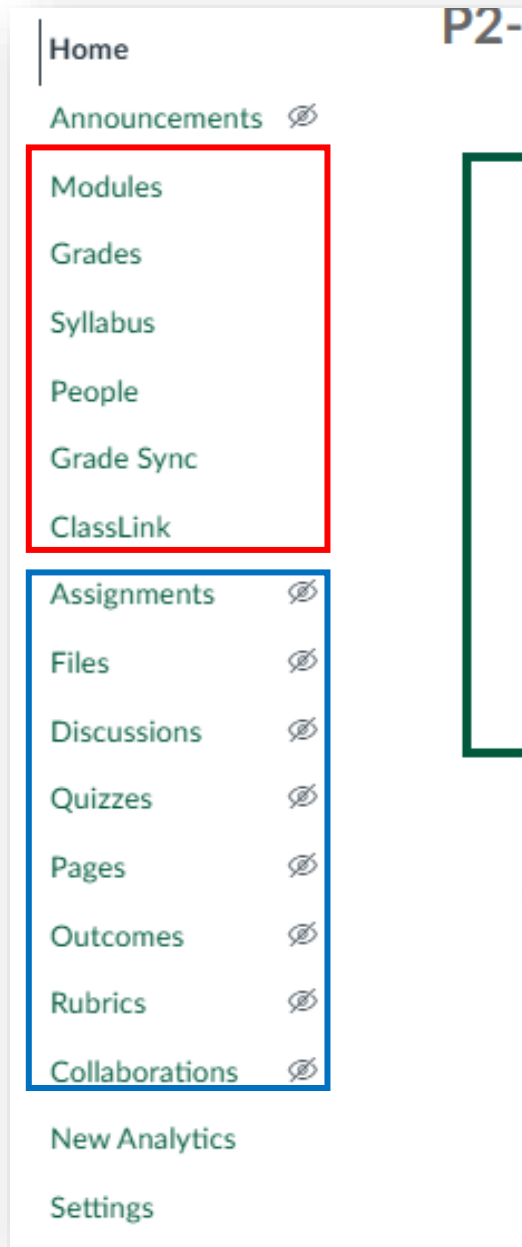 Home
P2-
Announcements
Modules
Grades
Syllabus
People
Grade Sync
ClassLink
Assignments
Files
Discussions
Quizzes
Pages
Outcomes
Rubrics
Collaborations
New Analytics
Settings